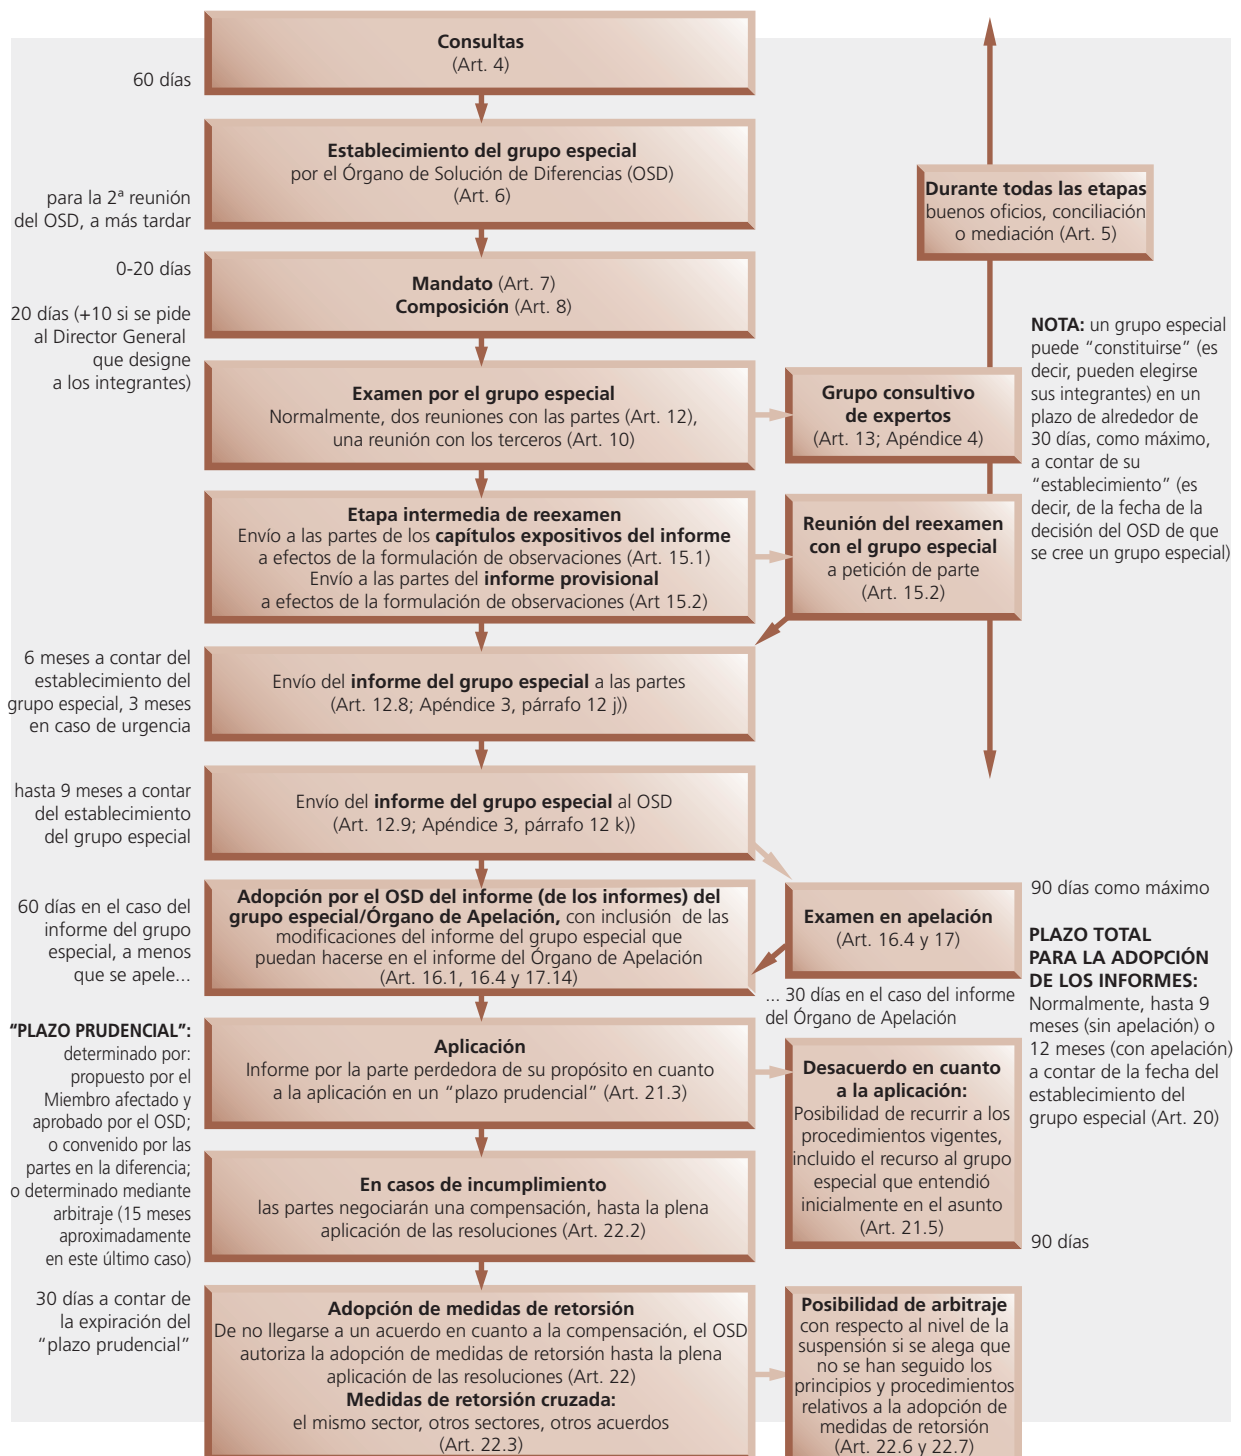 Consultas
(Art. 4)
60 días
Establecimiento del grupo especial
por el Órgano de Solución de Diferencias (OSD)
(Art. 6)
para la 2ª reunión
del OSD, a más tardar
Durante todas las etapas
buenos oficios, conciliación
o mediación (Art. 5)
0-20 días
Mandato (Art. 7)
Composición (Art. 8)
20 días (+10 si se pide
al Director General
que designe
a los integrantes)
Examen por el grupo especial
Normalmente, dos reuniones con las partes (Art. 12),
una reunión con los terceros (Art. 10)
Grupo consultivo
de expertos
(Art. 13; Apéndice 4)
NOTA: un grupo especial
puede “constituirse” (es
decir, pueden elegirse
sus integrantes) en un
plazo de alrededor de
30 días, como máximo,
a contar de su
“establecimiento” (es
decir, de la fecha de la
decisión del OSD de que
se cree un grupo especial)
Etapa intermedia de reexamen
Envío a las partes de los capítulos expositivos del informe
a efectos de la formulación de observaciones (Art. 15.1)
Envío a las partes del informe provisional
a efectos de la formulación de observaciones (Art 15.2)
Reunión del reexamen
con el grupo especial
a petición de parte
(Art. 15.2)
6 meses a contar del
establecimiento del
grupo especial, 3 meses
en caso de urgencia
Envío del informe del grupo especial a las partes
(Art. 12.8; Apéndice 3, párrafo 12 j))
hasta 9 meses a contar
del establecimiento
del grupo especial
Envío del informe del grupo especial al OSD
(Art. 12.9; Apéndice 3, párrafo 12 k))
60 días en el caso del
informe del grupo
especial, a menos
que se apele...
Adopción por el OSD del informe (de los informes) del
grupo especial/Órgano de Apelación, con inclusión de las
modificaciones del informe del grupo especial que
puedan hacerse en el informe del Órgano de Apelación
(Art. 16.1, 16.4 y 17.14)
Examen en apelación
(Art. 16.4 y 17)
90 días como máximo
... 30 días en el caso del informe
del Órgano de Apelación
PLAZO TOTAL
PARA LA ADOPCIÓN
DE LOS INFORMES:
Normalmente, hasta 9
meses (sin apelación) o
12 meses (con apelación)
a contar de la fecha del
establecimiento del
grupo especial (Art. 20)
“PLAZO PRUDENCIAL”:
determinado por:
propuesto por el
Miembro afectado y
aprobado por el OSD;
o convenido por las
partes en la diferencia;
o determinado mediante
arbitraje (15 meses
aproximadamente
en este último caso)
Aplicación
Informe por la parte perdedora de su propósito en cuanto
a la aplicación en un “plazo prudencial” (Art. 21.3)
Desacuerdo en cuanto
a la aplicación:
Posibilidad de recurrir a los
procedimientos vigentes,
incluido el recurso al grupo
especial que entendió
inicialmente en el asunto
(Art. 21.5)
90 días
En casos de incumplimiento
las partes negociarán una compensación, hasta la plena
aplicación de las resoluciones (Art. 22.2)
30 días a contar de
la expiración del
“plazo prudencial”
Adopción de medidas de retorsión
De no llegarse a un acuerdo en cuanto a la compensación, el OSD
autoriza la adopción de medidas de retorsión hasta la plena
aplicación de las resoluciones (Art. 22)
Medidas de retorsión cruzada:
el mismo sector, otros sectores, otros acuerdos
(Art. 22.3)
Posibilidad de arbitraje
con respecto al nivel de la
suspensión si se alega que
no se han seguido los
principios y procedimientos
relativos a la adopción de
medidas de retorsión
(Art. 22.6 y 22.7)